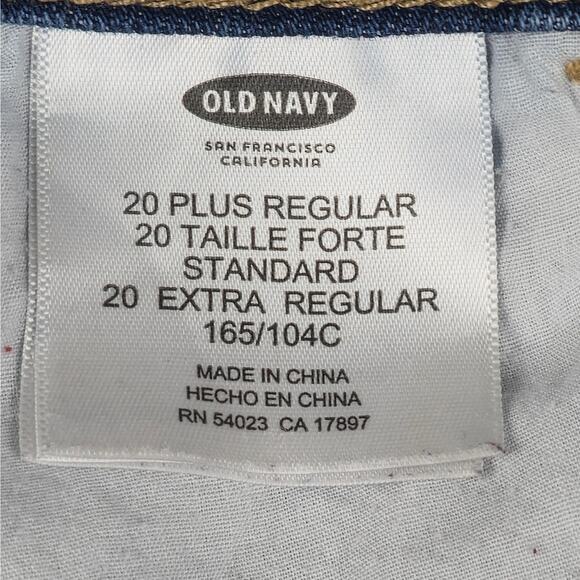 OLD NAVY
SAN FRANCISCO
CALIFORNIA
20 PLUS REGULAR
20 TAILLE FORTE
STANDARD
20 EXTRA REGULAR
165/104C
MADE IN CHINA
HECHO EN CHINA
RN 54023 CA 17897